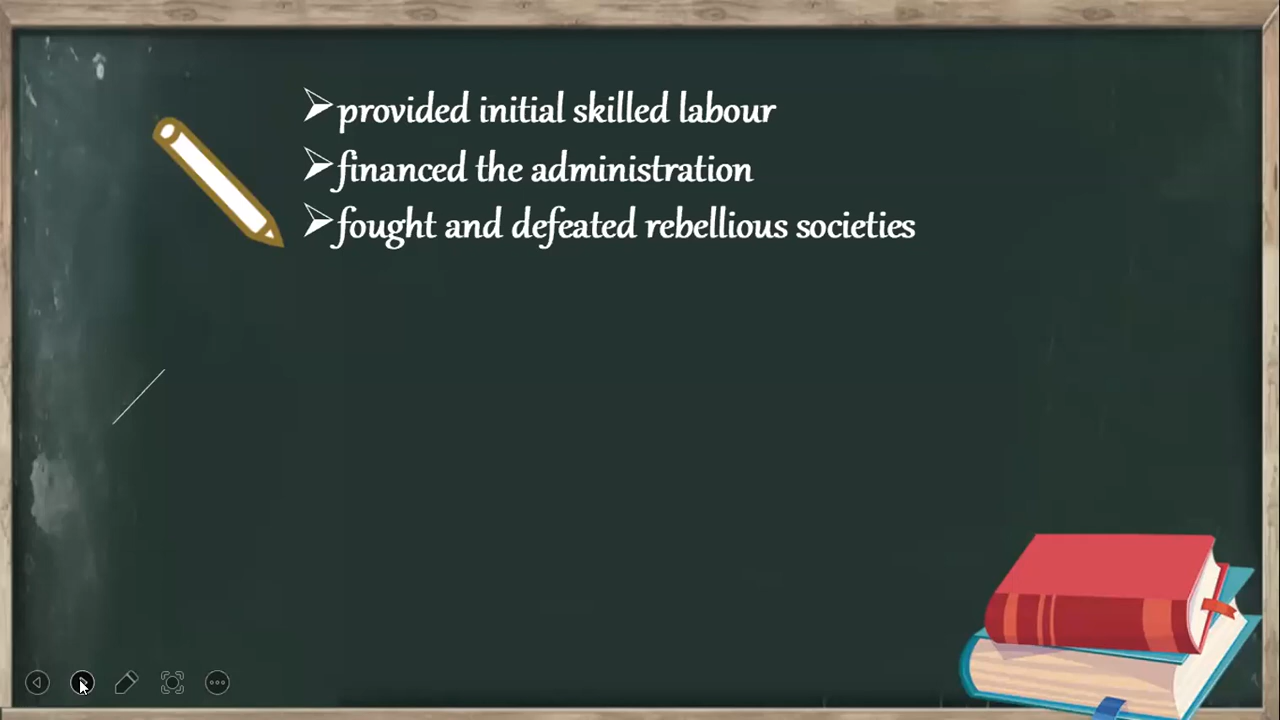 ➢provided initial skilled labour
➢financed the administration
➢fought and defeated rebellious societies